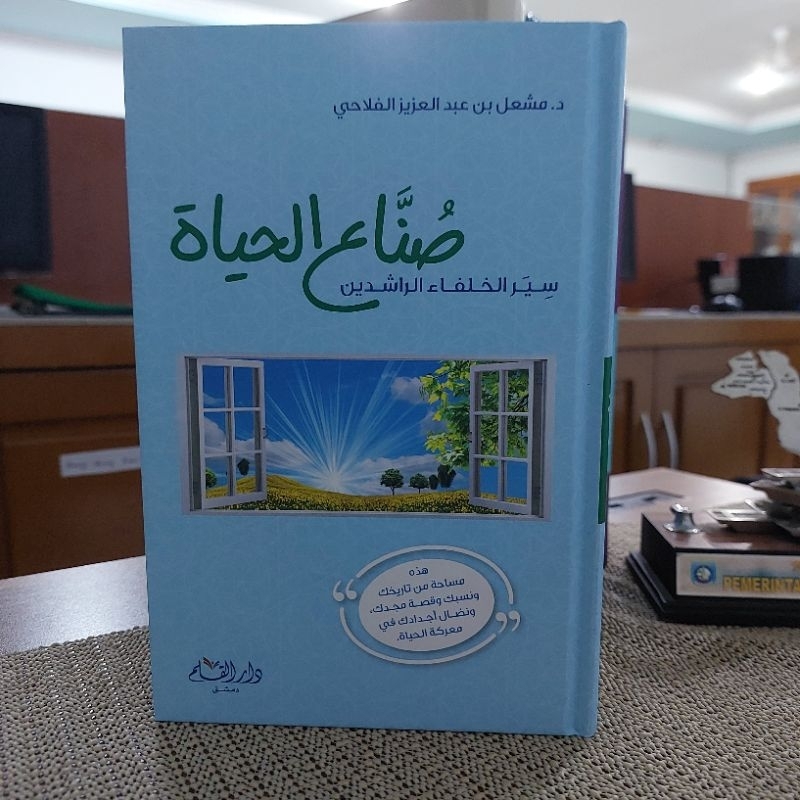 د. مشعل بن عبد العزيز الفلاحي
صُنَّاع الحياة
سِيَر الخلفاء الراشدين
هذه
مساحة من تاريخك
ونسبك وقصة مجدك،
ونضال أجدادك في
معركة الحياة.
دار القلم
دمشق
PEMERINTA